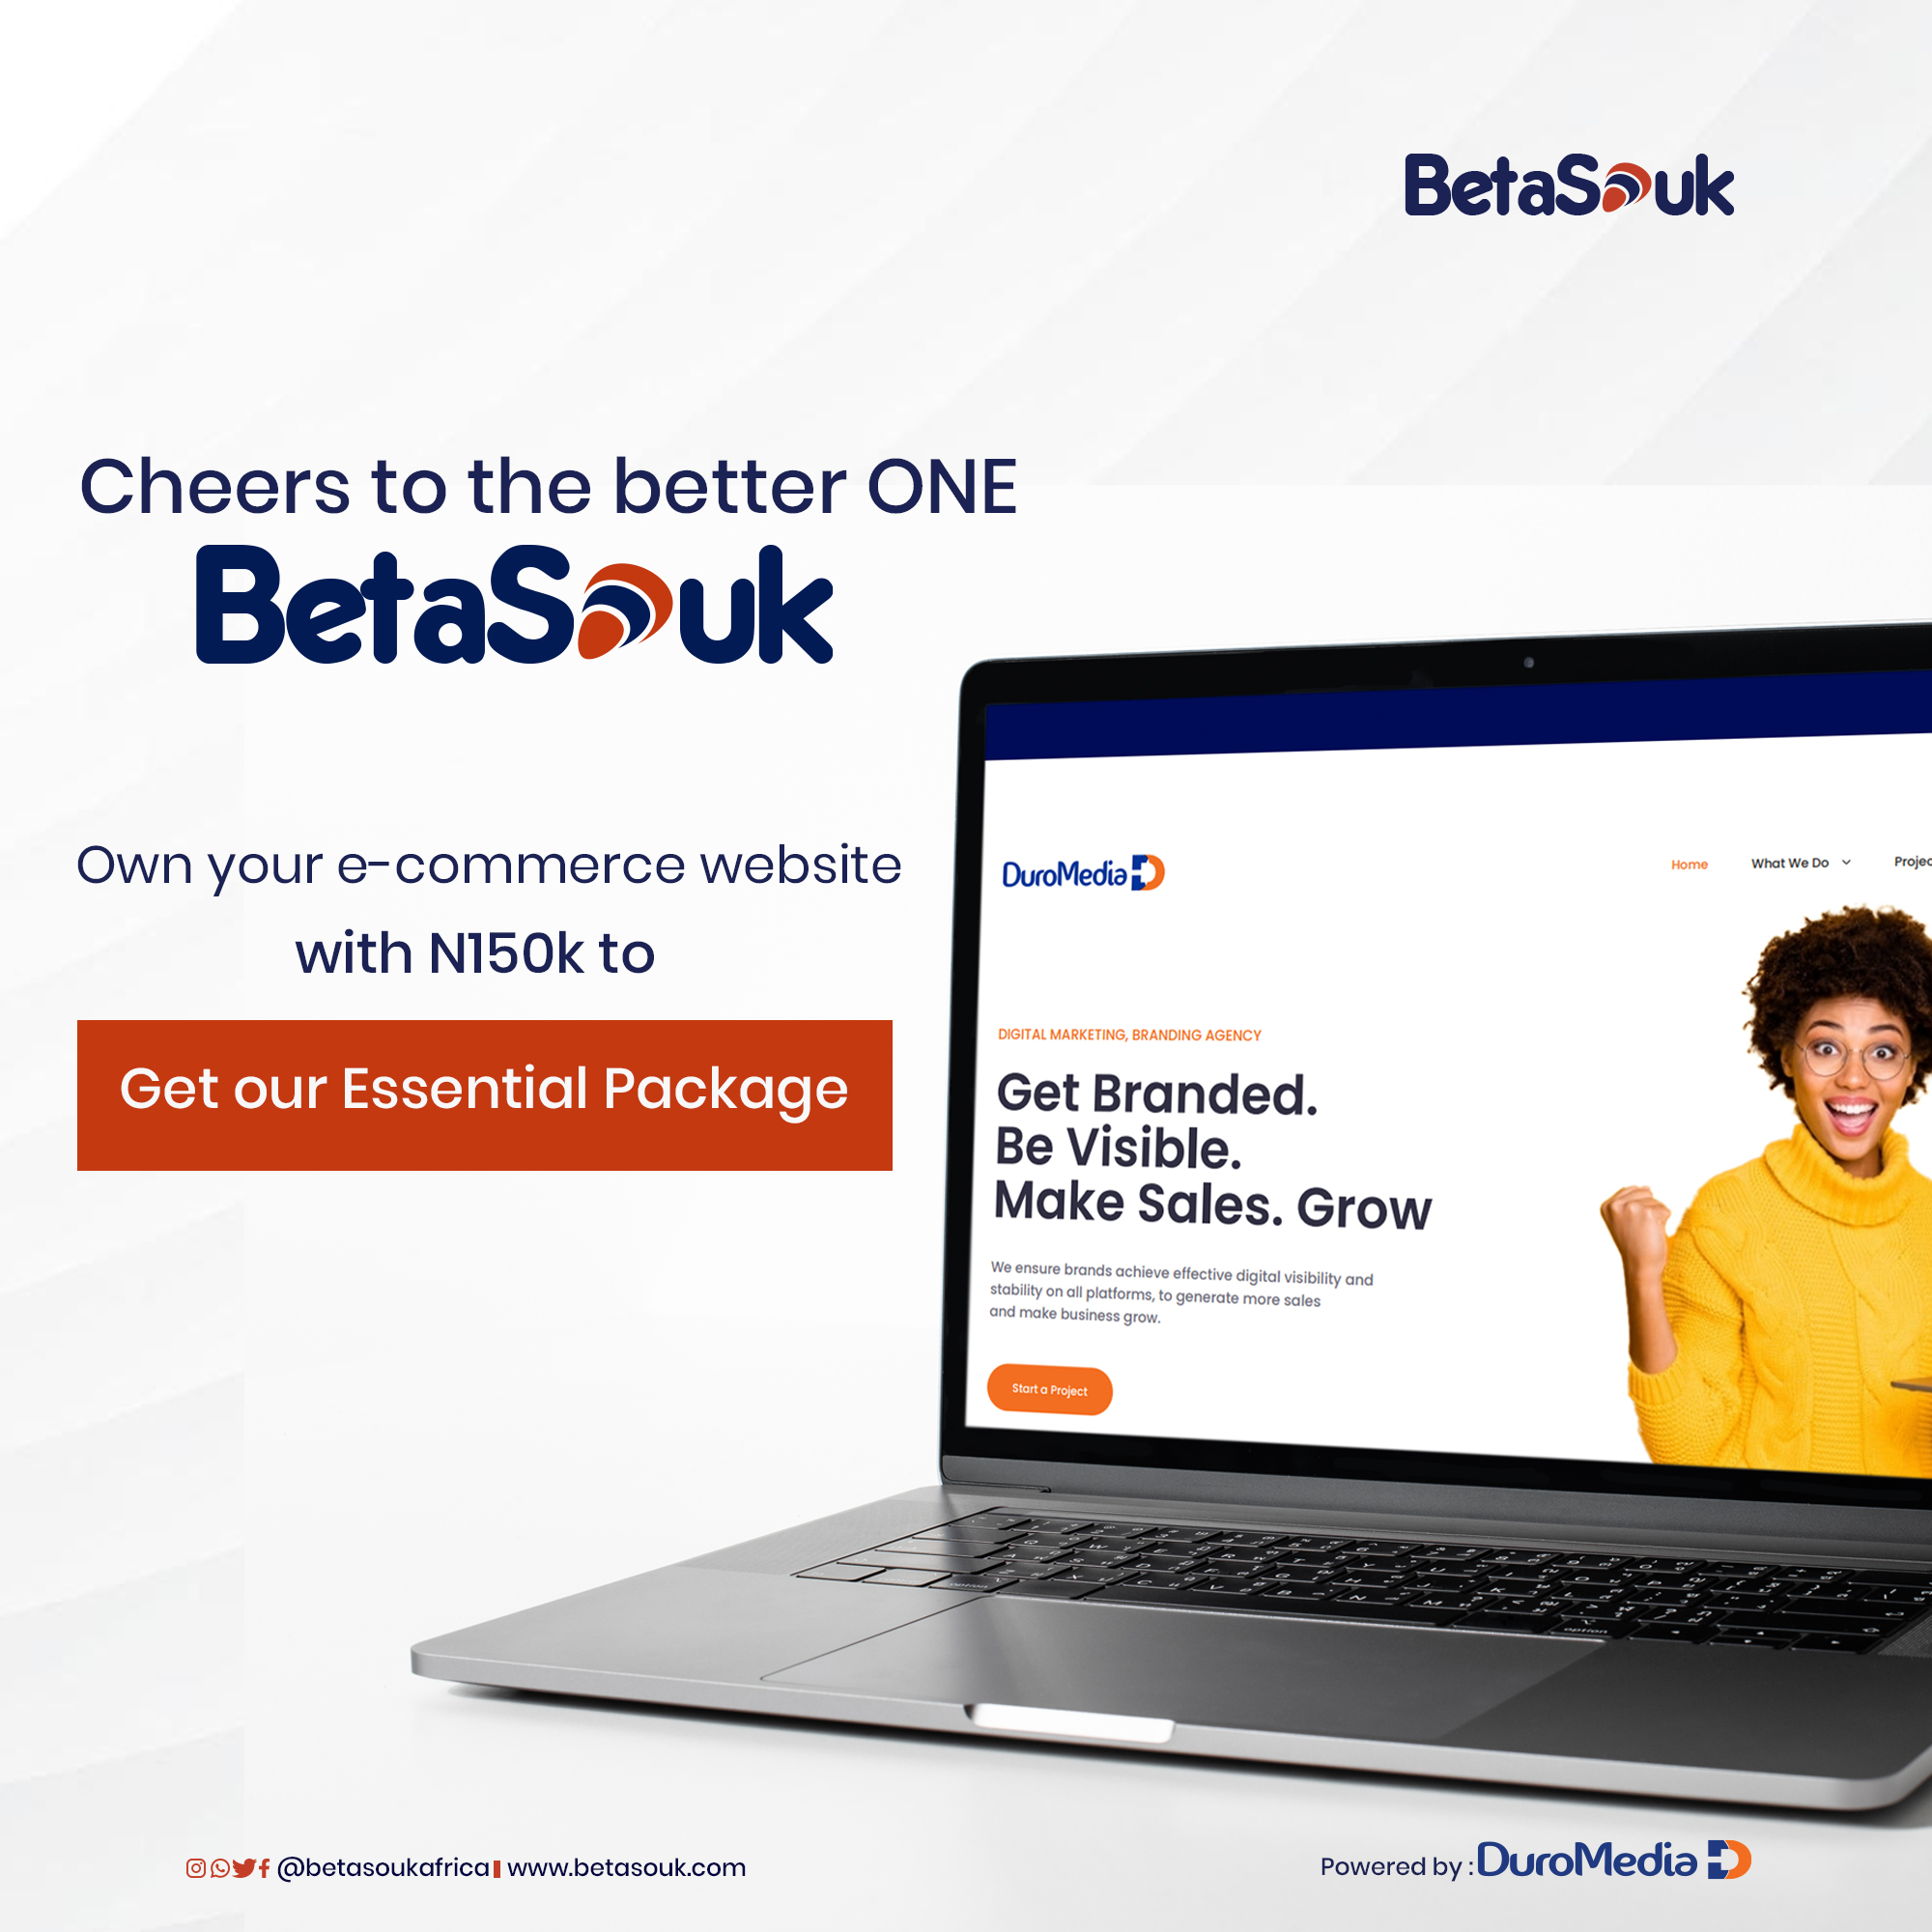 BetaSouk
Cheers to the better ONE
BetaSouk
Own your e-commerce website
with N150k to
Get our Essential Package
DuroMedia
Home What We Do
DIGITAL MARKETING, BRANDING AGENCY
Get Branded.
Be Visible.
Make Sales. Grow
We ensure brands achieve effective digital visibility and
stability on all platforms, to generate more sales
and make business grow.
Start a Project
@betasoukafrica www.betasouk.com
Powered by : DuroMedia